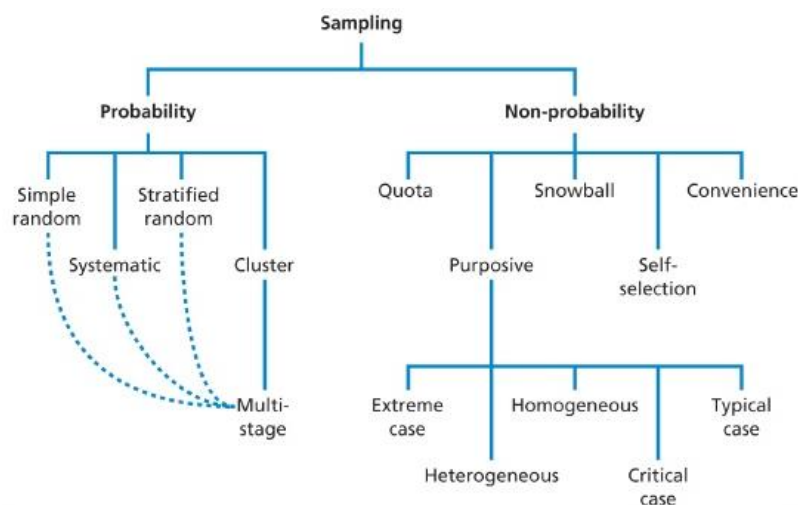 Sampling
Probability
Non-probability
Simple
random
Stratified
random
Quota
Snowball
Convenience
Systematic
Cluster
Purposive
Self-
selection
Multi-
stage
Extreme
case
Homogeneous
Typical
case
Heterogeneous
Critical
case